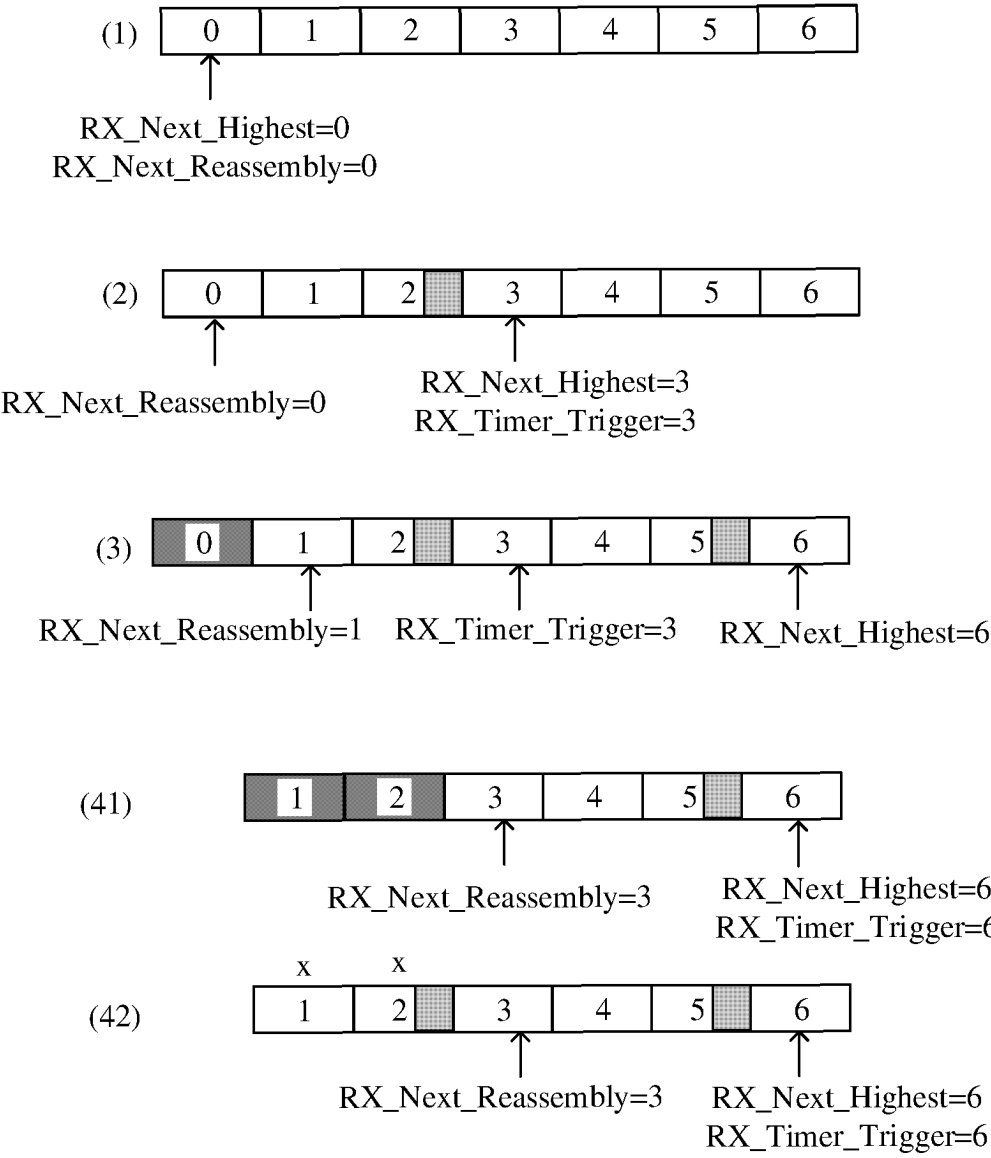 (1) 0 1 2 3 4 5 6
RX_Next_Highest=0
RX_Next_Reassembly=0
(2) 0 1 2 3 4 5 6
RX_Next_Reassembly=0
RX_Next_Highest=3
RX_Timer_Trigger=3
(3) 0 1 2 3 4 5 6
RX_Next_Reassembly=1 RX_Timer_Trigger=3 RX_Next_Highest=6
(41) 1 2 3 4 5 6
RX_Next_Reassembly=3
RX_Next_Highest=6
RX_Timer_Trigger=6
x x
(42) 1 2 3 4 5 6
RX_Next_Reassembly=3 RX_Next_Highest=6
RX_Timer_Trigger=6